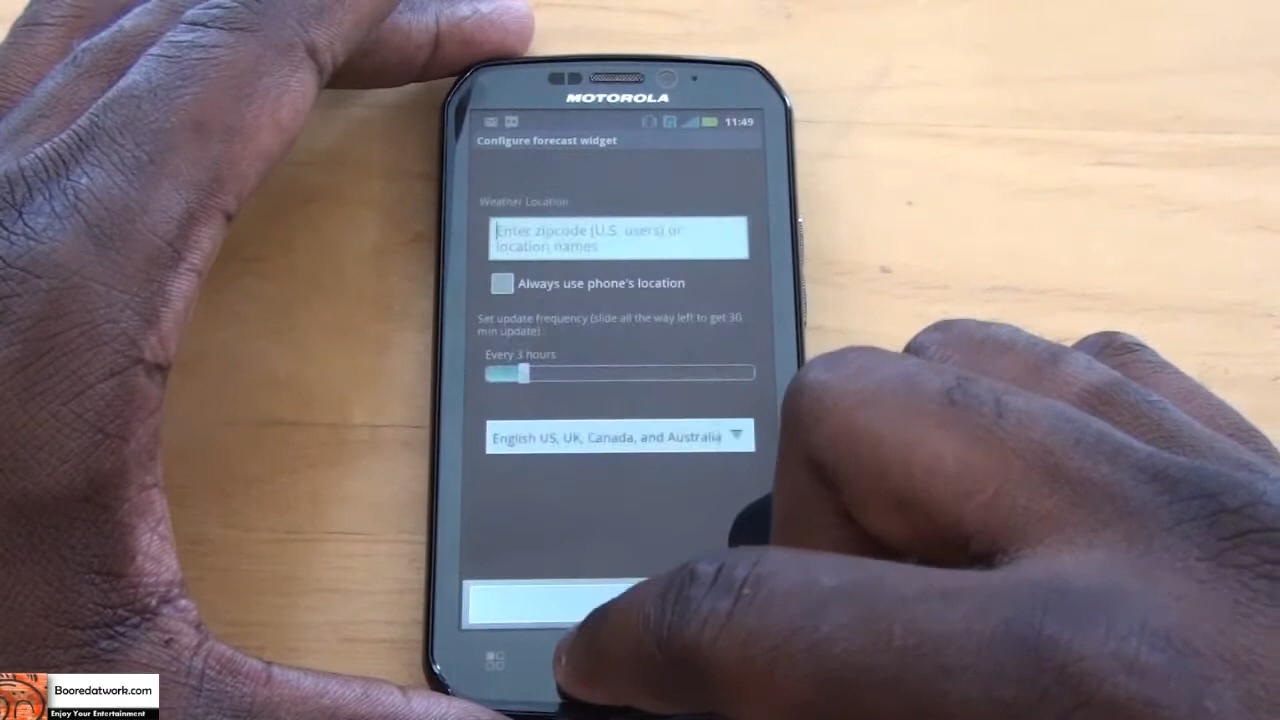 MOTOROLA
11:49
Configure forecast widget
Weather Location
Enter zipcode (U.S. users) or
location names
Always use phone's location
Set update frequency (slide all the way left to get 30
min update)
Every 3 hours
English US, UK, Canada, and Australia
Booredatwork.com
Enjoy Your Entertainment